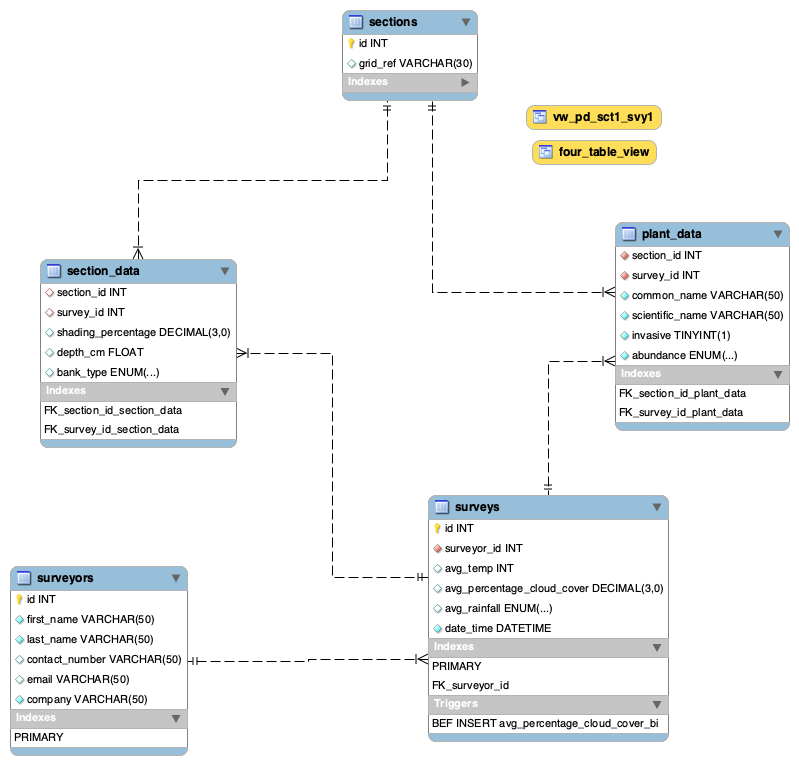 sections
id INT
grid_ref VARCHAR(30)
Indexes
vw_pd_sct1_svy1
four_table_view
plant_data
section_id INT
survey_id INT
common_name VARCHAR(50)
scientific_name VARCHAR(50)
invasive TINYINT(1)
abundance ENUM(...)
Indexes
FK_section_id_plant_data
FK_survey_id_plant_data
section_data
section_id INT
survey_id INT
shading_percentage DECIMAL(3,0)
depth_cm FLOAT
bank_type ENUM(...)
Indexes
FK_section_id_section_data
FK_survey_id_section_data
surveys
id INT
surveyor_id INT
avg_temp INT
avg_percentage_cloud_cover DECIMAL(3,0)
avg_rainfall ENUM(...)
date_time DATETIME
Indexes
PRIMARY
FK_surveyor_id
Triggers
BEF INSERT avg_percentage_cloud_cover_bi
surveyors
id INT
first_name VARCHAR(50)
last_name VARCHAR(50)
contact_number VARCHAR(50)
email VARCHAR(50)
company VARCHAR(50)
Indexes
PRIMARY